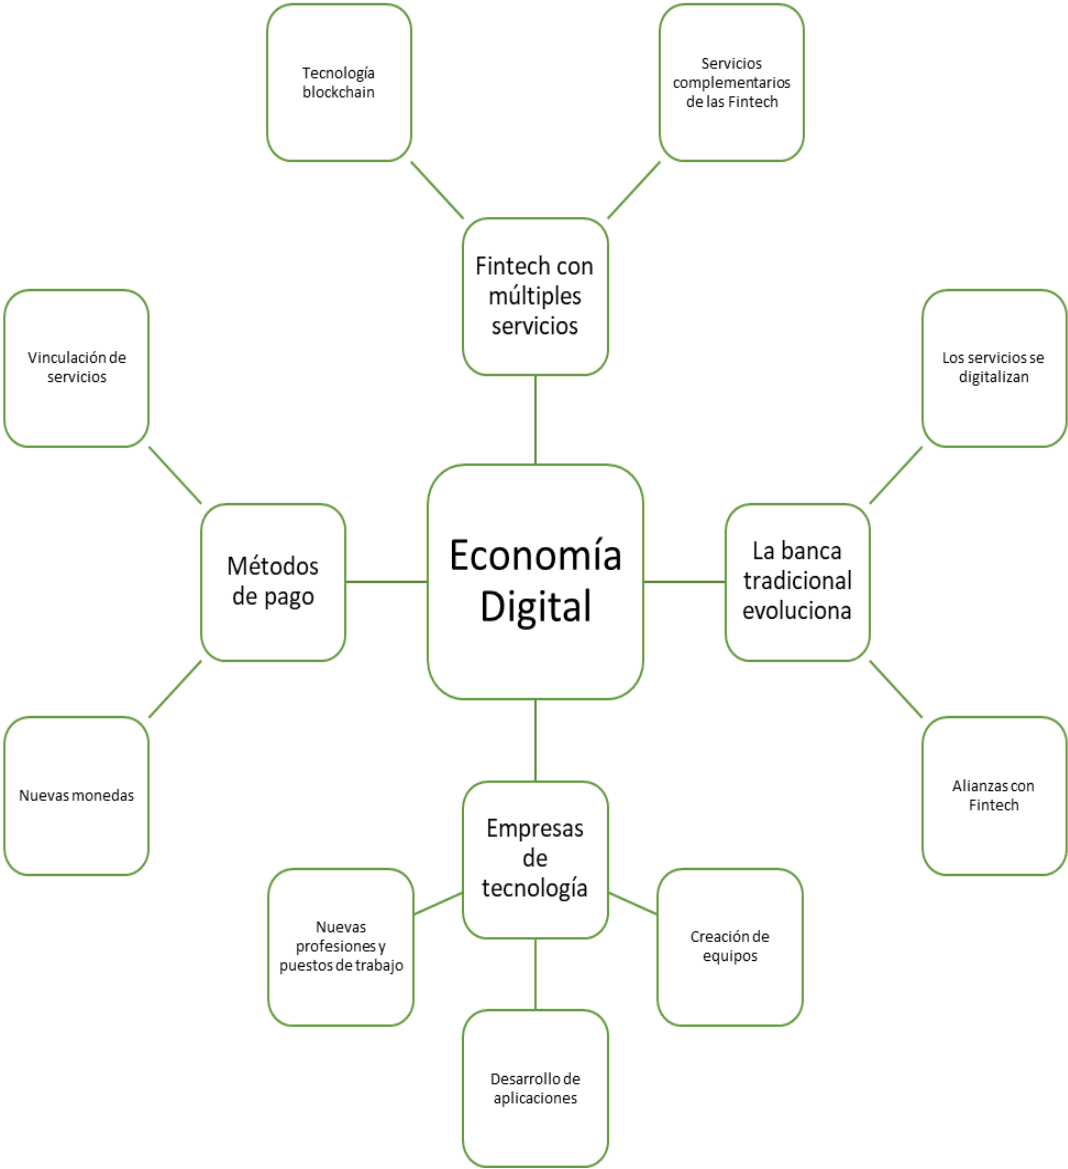 Tecnología
blockchain
Servicios
complementarios
de las Fintech
Fintech con
múltiples
servicios
Vinculación de
servicios
Los servicios se
digitalizan
Métodos
de pago
Economía
Digital
La banca
tradicional
evoluciona
Nuevas monedas
Alianzas con
Fintech
Empresas
de
tecnología
Nuevas
profesiones y
puestos de trabajo
Creación de
equipos
Desarrollo de
aplicaciones